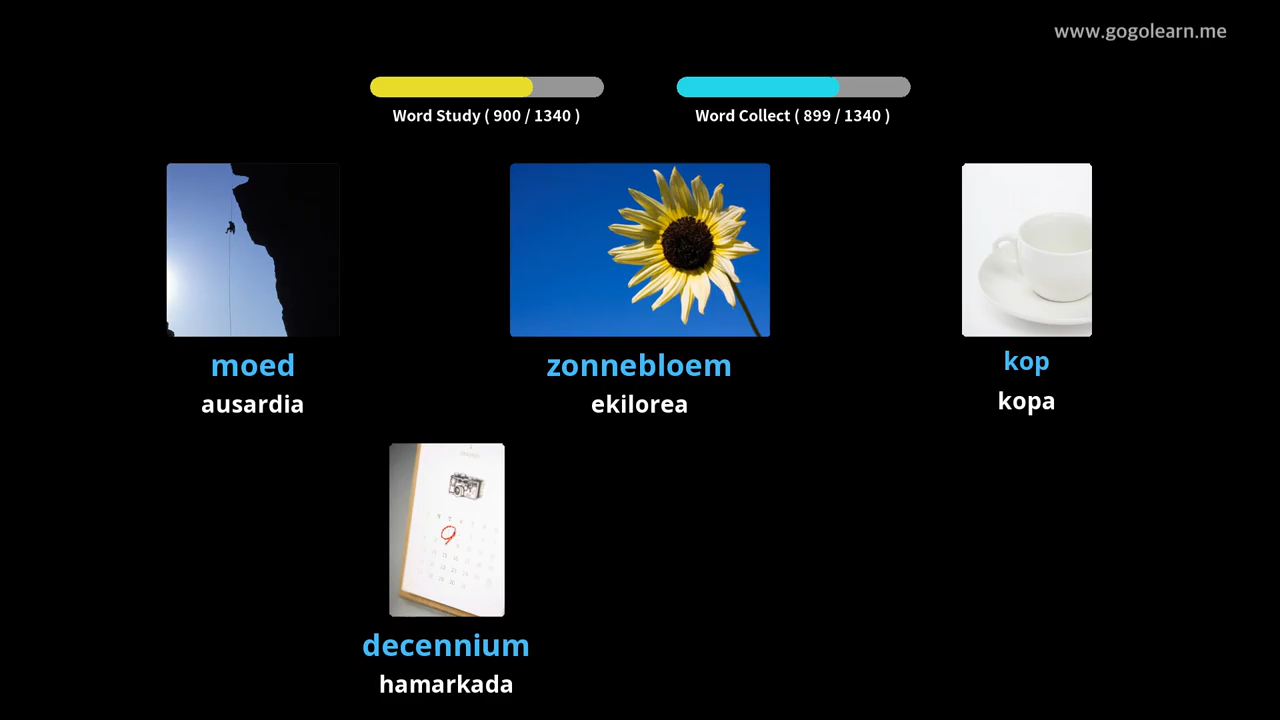 www.gogolearn.me
Word Study ( 900 / 1340 )
Word Collect ( 899 / 1340 )
moed
ausardia
zonnebloem
ekilorea
kop
kopa
decennium
hamarkada